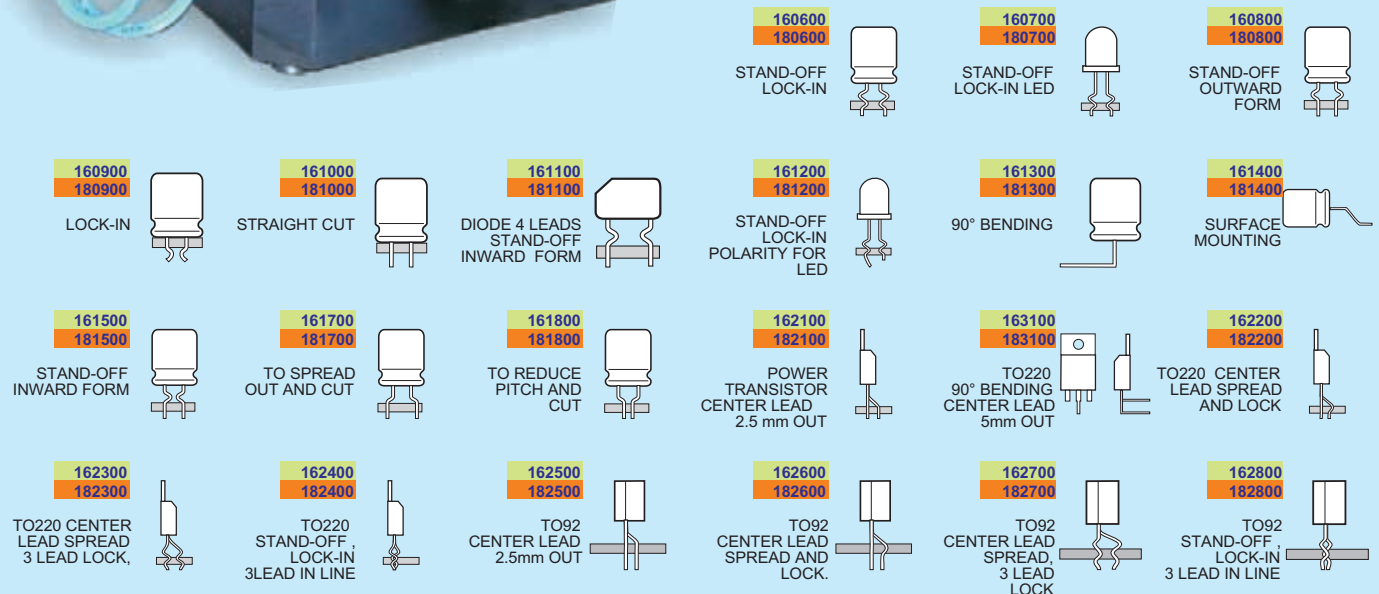 160600
180600
STAND-OFF
LOCK-IN
160700
180700
STAND-OFF
LOCK-IN LED
160800
180800
STAND-OFF
OUTWARD
FORM
160900
180900
LOCK-IN
161000
181000
STRAIGHT CUT
161100
181100
DIODE 4 LEADS
STAND-OFF
INWARD FORM
161200
181200
STAND-OFF
LOCK-IN
POLARITY FOR
LED
161300
181300
90° BENDING
161400
181400
SURFACE
MOUNTING
161500
181500
STAND-OFF
INWARD FORM
161700
181700
TO SPREAD
OUT AND CUT
161800
181800
TO REDUCE
PITCH AND
CUT
162100
182100
POWER
TRANSISTOR
CENTER LEAD
2.5 mm OUT
163100
183100
TO220
90° BENDING
CENTER LEAD
5mm OUT
162200
182200
TO220 CENTER
LEAD SPREAD
AND LOCK
162300
182300
TO220 CENTER
LEAD SPREAD
3 LEAD LOCK,
162400
182400
TO220
STAND-OFF ,
LOCK-IN
3LEAD IN LINE
162500
182500
TO92
CENTER LEAD
2.5mm OUT
162600
182600
TO92
CENTER LEAD
SPREAD AND
LOCK.
162700
182700
TO92
CENTER LEAD
SPREAD,
3 LEAD
LOCK
162800
182800
TO92
STAND-OFF ,
LOCK-IN
3 LEAD IN LINE